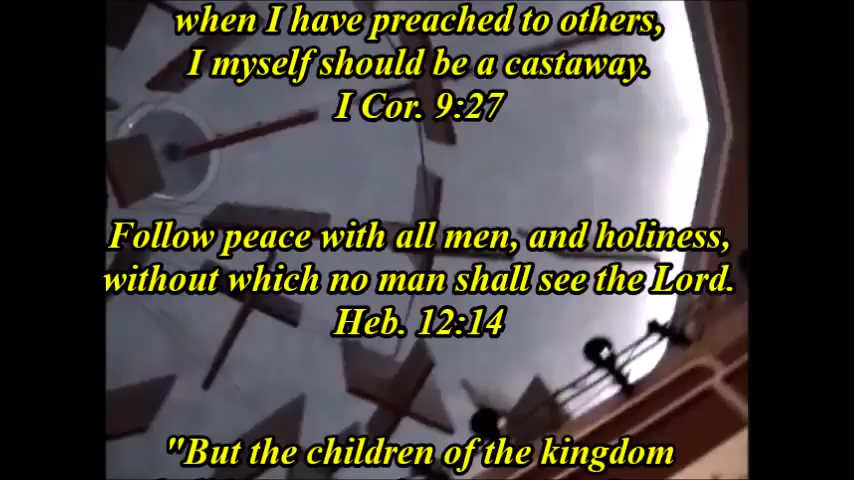 when I have preached to others,
I myself should be a castaway.
I Cor. 9:27
Follow peace with all men, and holiness,
without which no man shall see the Lord.
Heb. 12:14
"But the children of the kingdom